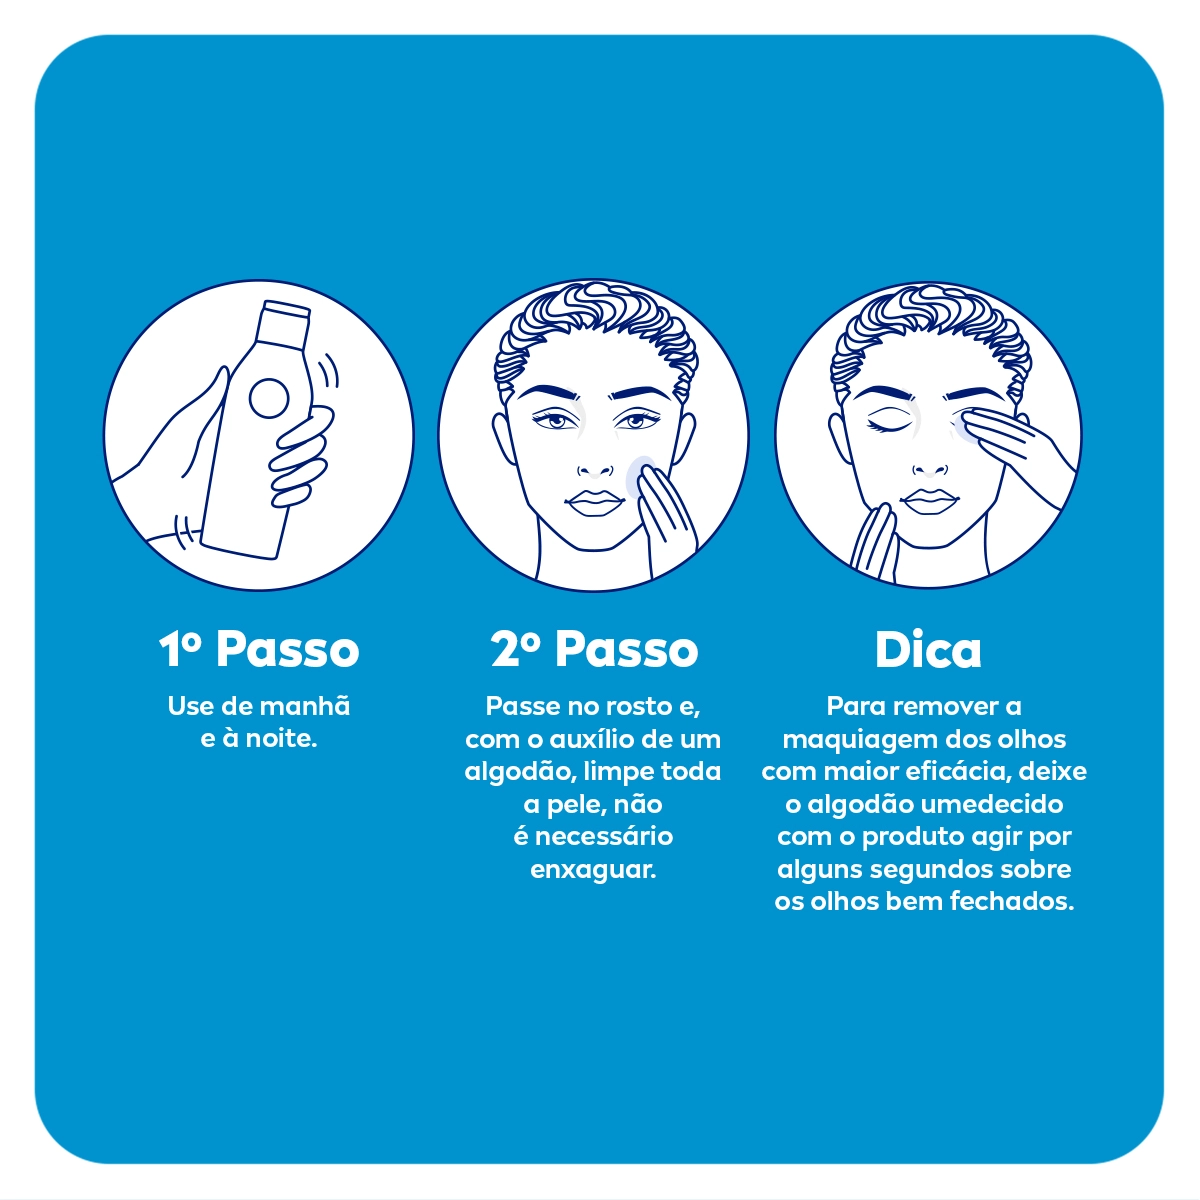 1º Passo
Use de manhã
e à noite.
2º Passo
Passe no rosto e,
com o auxílio de um
algodão, limpe toda
a pele, não
é necessário
enxaguar.
Dica
Para remover a
maquiagem dos olhos
com maior eficácia, deixe
o algodão umedecido
com o produto agir por
alguns segundos sobre
os olhos bem fechados.